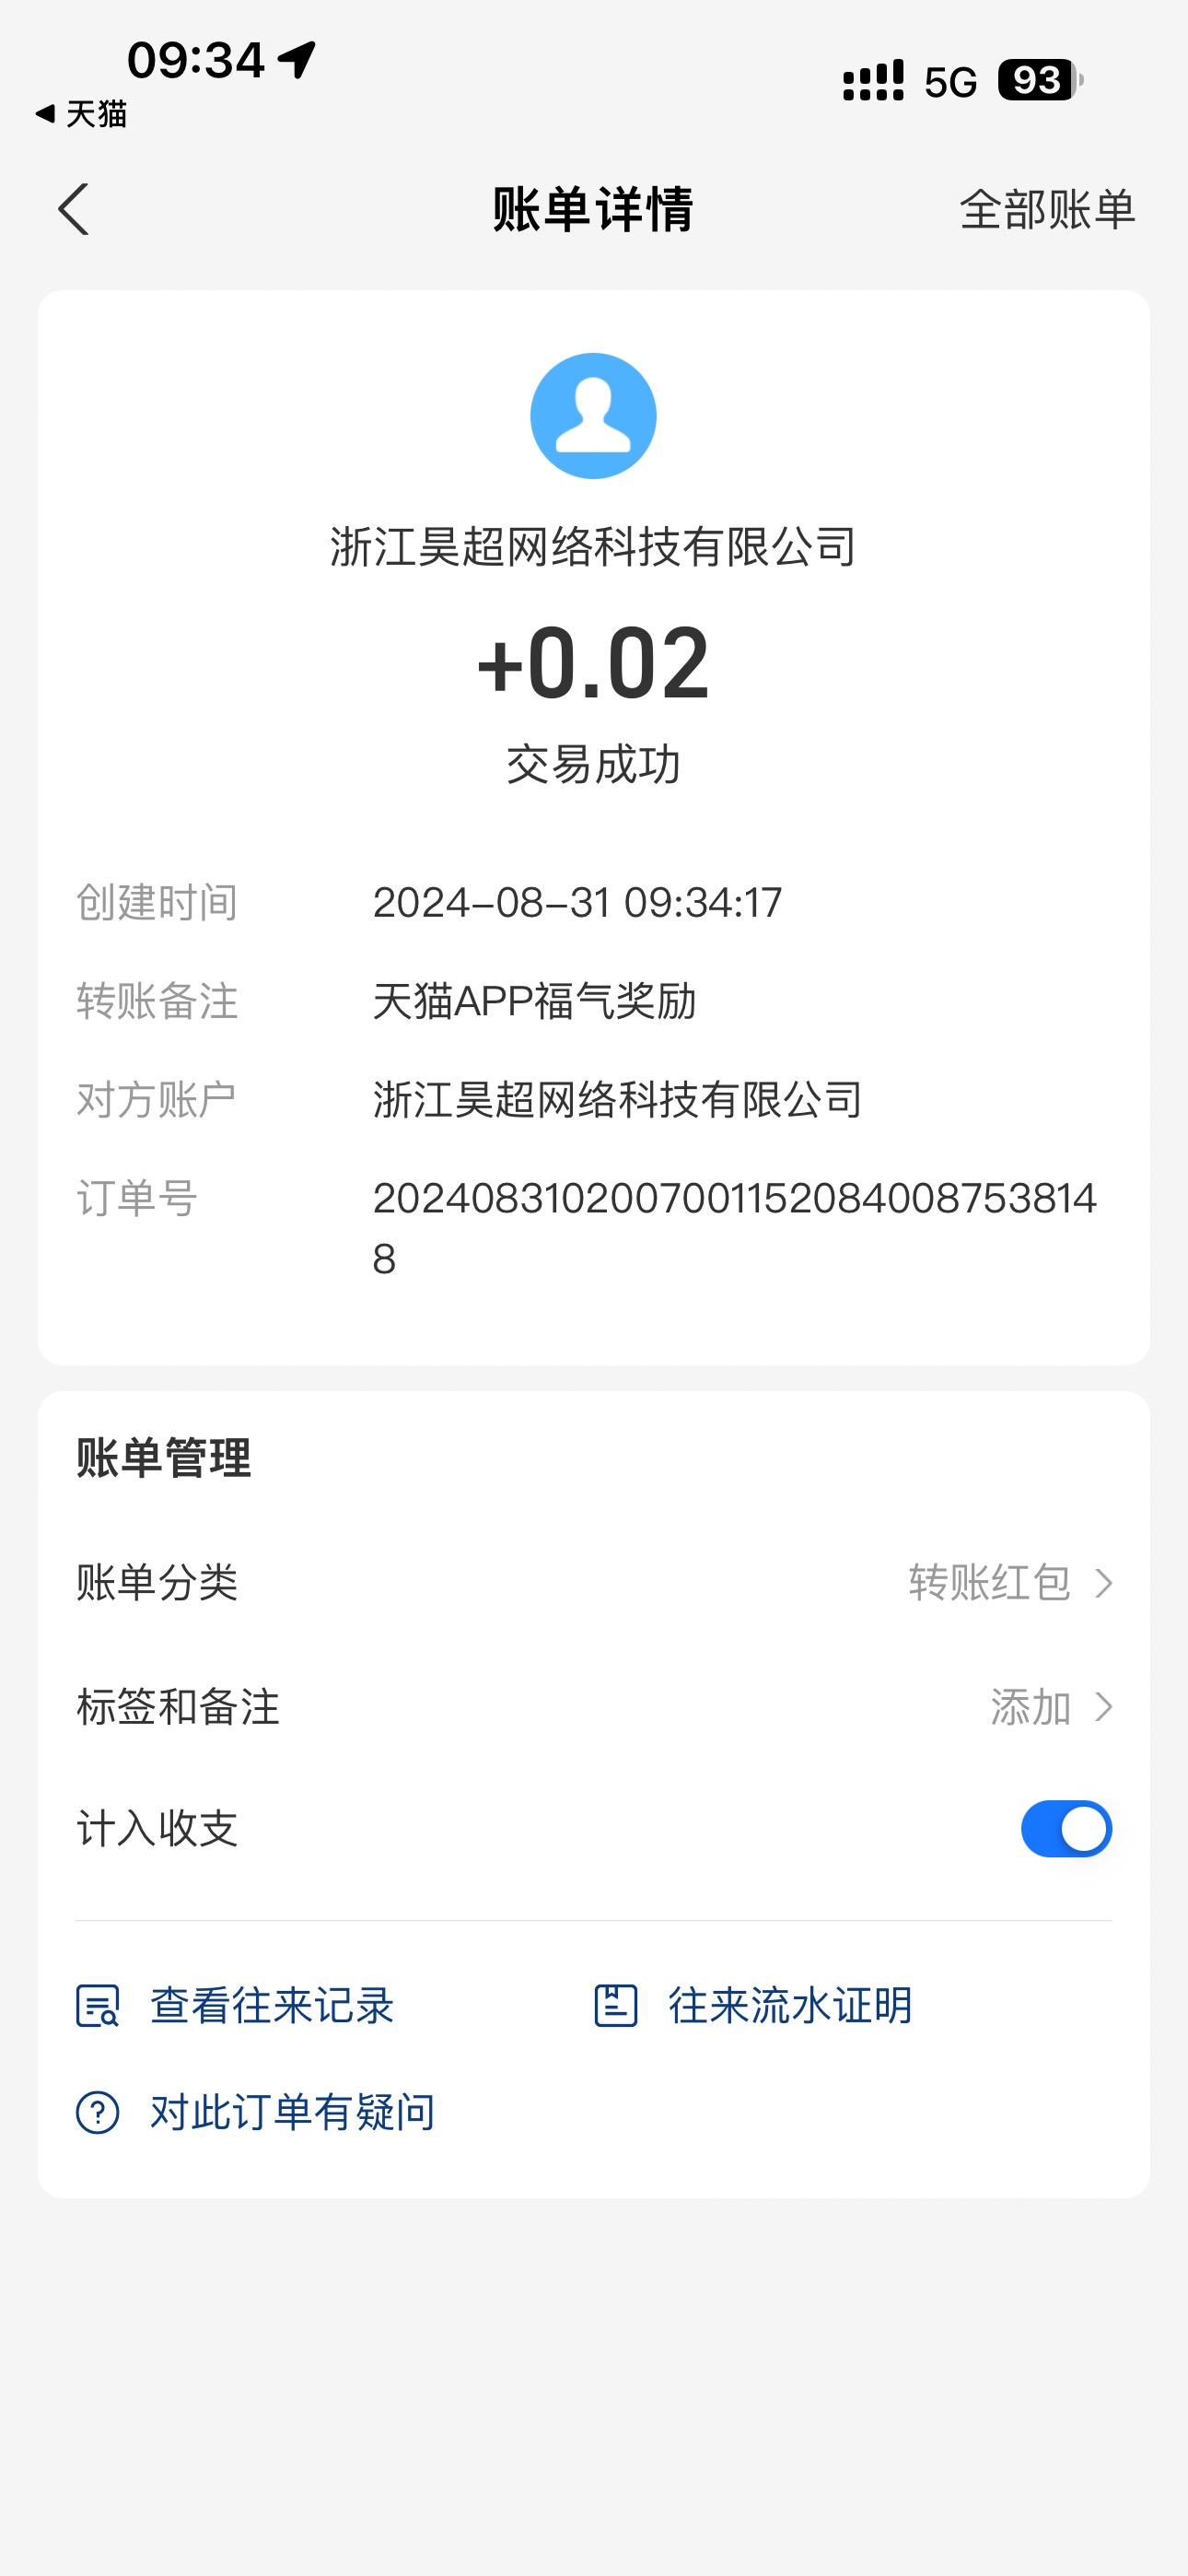 09:34
5G 93
天猫
账单详情 全部账单
浙江昊超网络科技有限公司
+0.02
交易成功
创建时间 2024-08-31 09:34:17
转账备注 天猫APP福气奖励
对方账户 浙江昊超网络科技有限公司
订单号 2024083102007001152084008753814
8
账单管理
账单分类 转账红包
标签和备注 添加
计入收支
查看往来记录 往来流水证明
对此订单有疑问